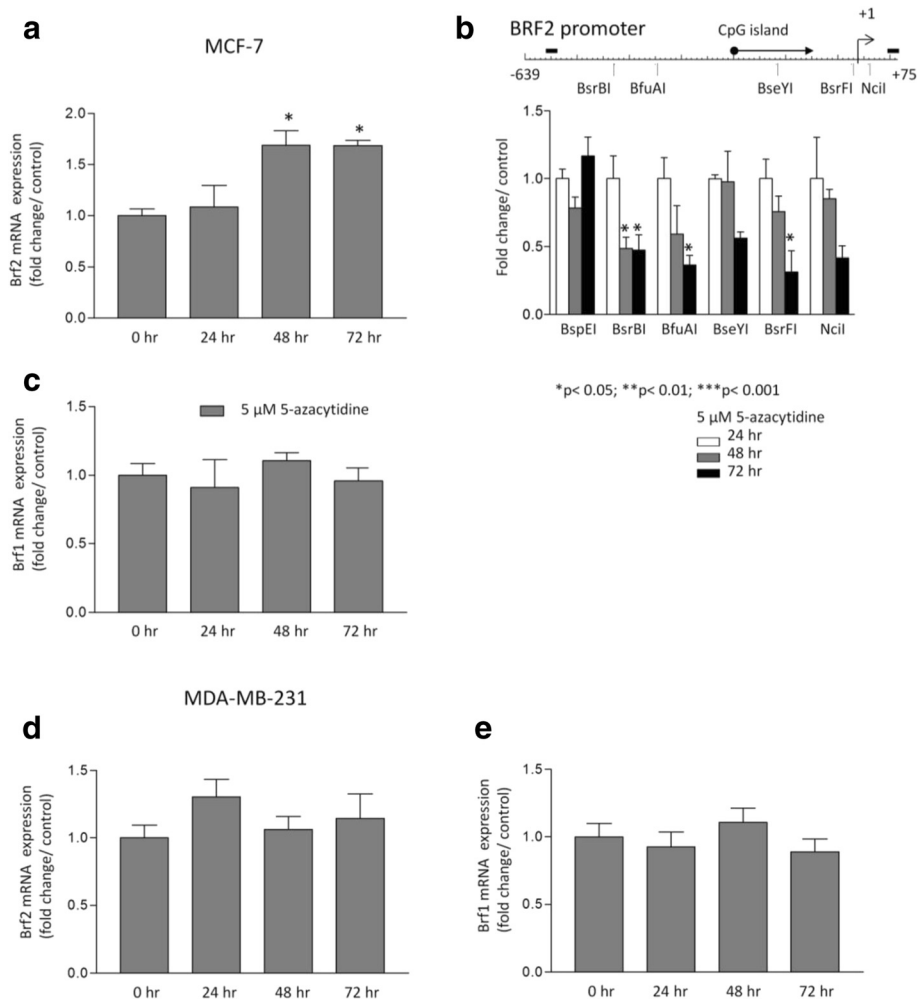 a
MCF-7
Brf2 mRNA expression
(fold change/ control)
2.0
1.5
1.0
0.5
0.0
*
*
0 hr 24 hr 48 hr 72 hr
b
BRF2 promoter
CpG island
+1
-639
+75
BsrBI BfuAI BseYI BsrFI NciI
Fold change/ control
1.5
1.0
0.5
0.0
* *
*
*
BspEI BsrBI BfuAI BseYI BsrFI NciI
*p< 0.05; **p< 0.01; ***p< 0.001
5 μM 5-azacytidine
24 hr
48 hr
72 hr
c
5 μM 5-azacytidine
Brf1 mRNA expression
(fold change/ control)
1.5
1.0
0.5
0.0
0 hr 24 hr 48 hr 72 hr
MDA-MB-231
d
Brf2 mRNA expression
(fold change/ control)
1.5
1.0
0.5
0.0
0 hr 24 hr 48 hr 72 hr
e
Brf1 mRNA expression
(fold change/ control)
1.5
1.0
0.5
0.0
0 hr 24 hr 48 hr 72 hr